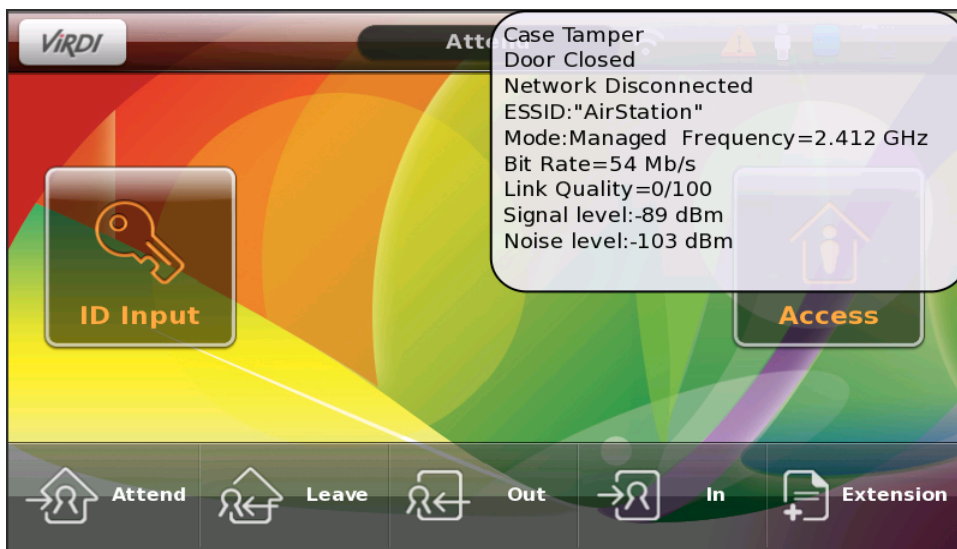 ViRDI
Atte
Case Tamper
Door Closed
Network Disconnected
ESSID:"AirStation"
Mode:Managed  Frequency=2.412 GHz
Bit Rate=54 Mb/s
Link Quality=0/100
Signal level:-89 dBm
Noise level:-103 dBm
ID Input
Access
Attend
Leave
Out
In
Extension